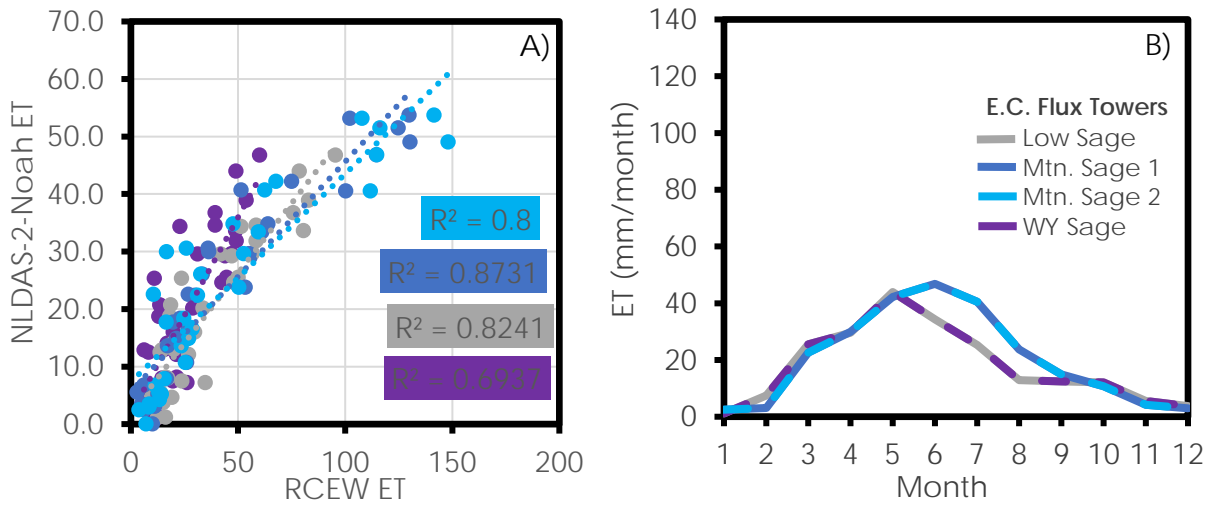 A)
NLDAS-2-Noah ET
70.0
60.0
50.0
40.0
30.0
20.0
10.0
0.0
R² = 0.8
R² = 0.8731
R² = 0.8241
R² = 0.6937
0 50 100 150 200
RCEW ET
B)
ET (mm/month)
140
120
100
80
60
40
20
0
E.C. Flux Towers
Low Sage
Mtn. Sage 1
Mtn. Sage 2
WY Sage
1 2 3 4 5 6 7 8 9 10 11 12
Month